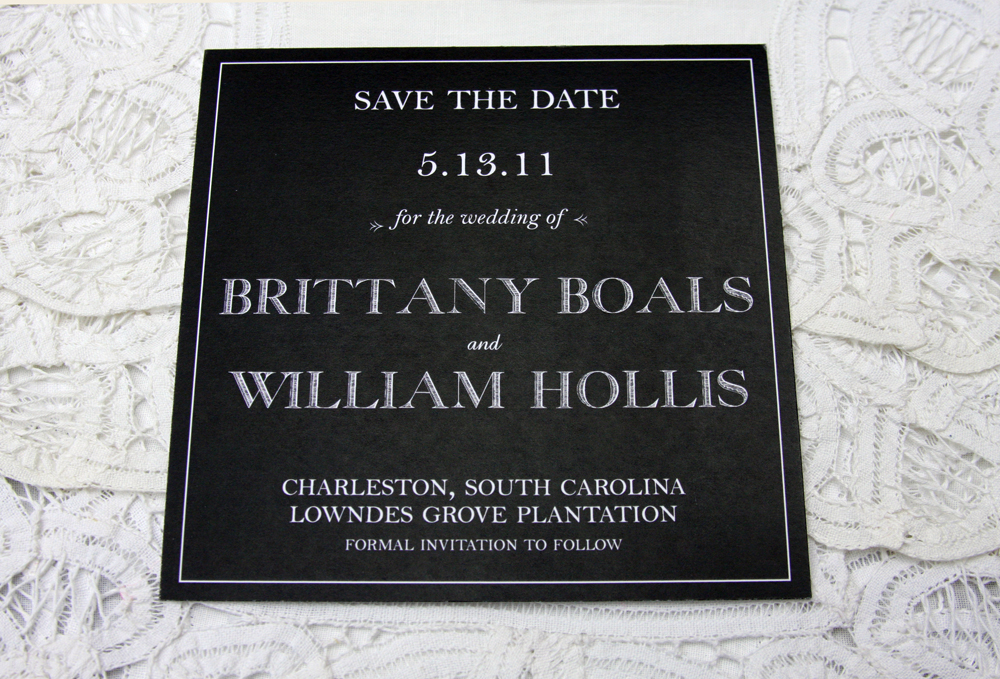 SAVE THE DATE
5.13.11
for the wedding of
BRITTANY BOALS
and
WILLIAM HOLLIS
CHARLESTON, SOUTH CAROLINA
LOWNDES GROVE PLANTATION
FORMAL INVITATION TO FOLLOW